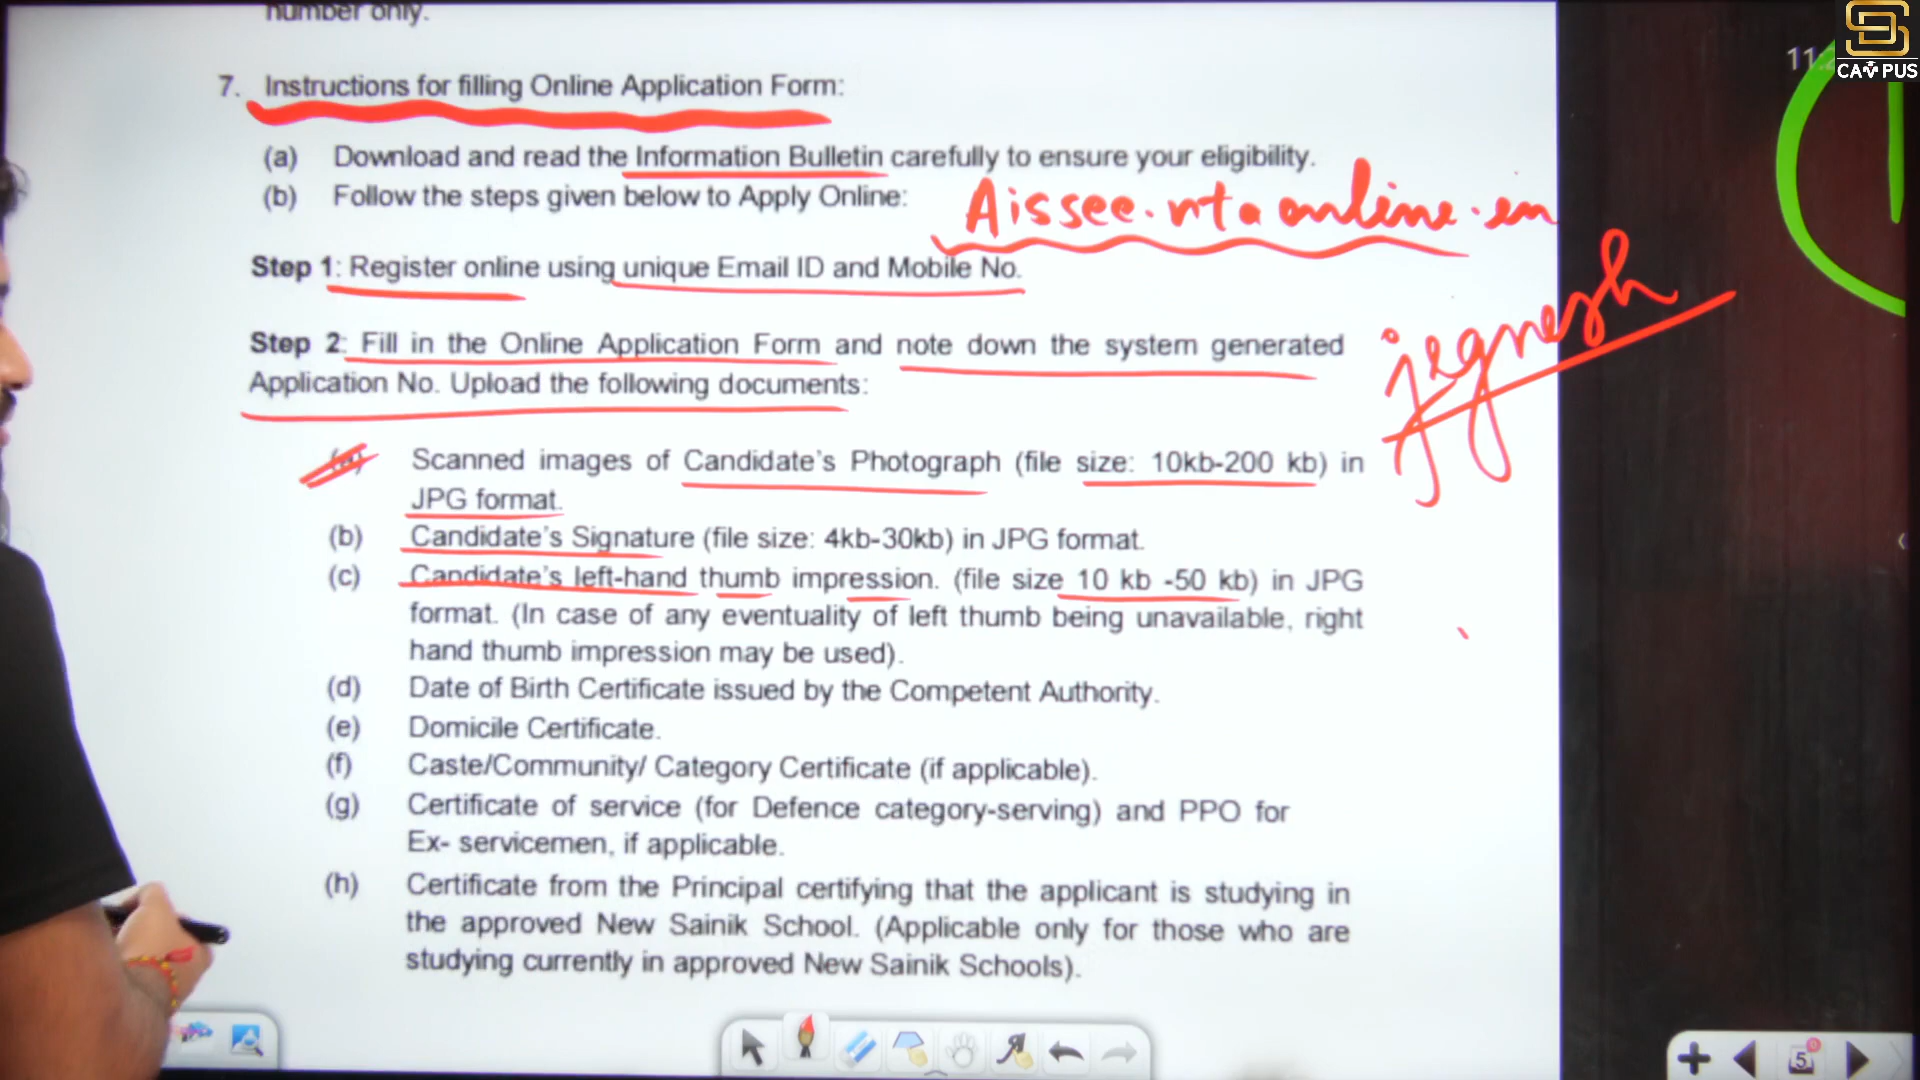 number only.
CAMPUS
7. Instructions for filling Online Application Form:
(a) Download and read the Information Bulletin carefully to ensure your eligibility.
(b) Follow the steps given below to Apply Online:
Aissee.nta online.in
Step 1: Register online using unique Email ID and Mobile No.
jignesh
Step 2: Fill in the Online Application Form and note down the system generated
Application No. Upload the following documents:
(a) Scanned images of Candidate's Photograph (file size: 10kb-200 kb) in
JPG format.
(b) Candidate's Signature (file size: 4kb-30kb) in JPG format.
(c) Candidate's left-hand thumb impression. (file size 10 kb -50 kb) in JPG
format. (In case of any eventuality of left thumb being unavailable, right
hand thumb impression may be used).
(d) Date of Birth Certificate issued by the Competent Authority.
(e) Domicile Certificate.
(f) Caste/Community/ Category Certificate (if applicable).
(g) Certificate of service (for Defence category-serving) and PPO for
Ex- servicemen, if applicable.
(h) Certificate from the Principal certifying that the applicant is studying in
the approved New Sainik School. (Applicable only for those who are
studying currently in approved New Sainik Schools).
5